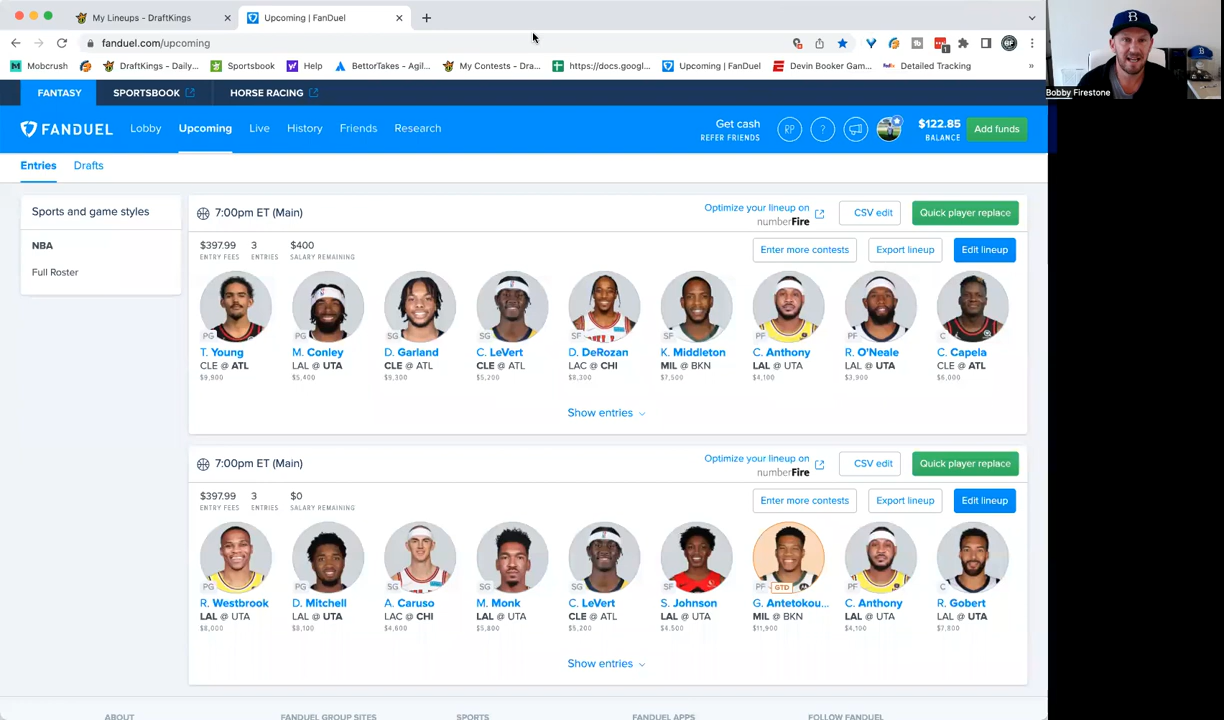 My Lineups - DraftKings
Upcoming | FanDuel
fanduel.com/upcoming
Mobcrush
DraftKings - Daily...
Sportsbook
Help
BettorTakes - Agil...
My Contests - Dra...
https://docs.googl...
Upcoming | FanDuel
Devin Booker Gam...
Detailed Tracking
»
Bobby Firestone
FANTASY
SPORTSBOOK
HORSE RACING
FANDUEL
Lobby
Upcoming
Live
History
Friends
Research
Get cash
REFER FRIENDS
RP
?
$122.85
BALANCE
Add funds
Entries
Drafts
Sports and game styles
NBA
Full Roster
7:00pm ET (Main)
Optimize your lineup on
numberFire
CSV edit
Quick player replace
$397.99
ENTRY FEES
3
ENTRIES
$400
SALARY REMAINING
Enter more contests
Export lineup
Edit lineup
PG
T. Young
CLE @ ATL
$9,900
PG
M. Conley
LAL @ UTA
$5,400
SG
D. Garland
CLE @ ATL
$9,300
SG
C. LeVert
CLE @ ATL
$5,200
SF
D. DeRozan
LAC @ CHI
$8,300
SF
K. Middleton
MIL @ BKN
$7,500
PF
C. Anthony
LAL @ UTA
$4,100
PF
R. O'Neale
LAL @ UTA
$3,900
C
C. Capela
CLE @ ATL
$6,000
Show entries
7:00pm ET (Main)
Optimize your lineup on
numberFire
CSV edit
Quick player replace
$397.99
ENTRY FEES
3
ENTRIES
$0
SALARY REMAINING
Enter more contests
Export lineup
Edit lineup
PG
R. Westbrook
LAL @ UTA
$8,000
PG
D. Mitchell
LAL @ UTA
$8,100
SG
A. Caruso
LAC @ CHI
$4,600
SG
M. Monk
LAL @ UTA
$5,800
SG
C. LeVert
CLE @ ATL
$5,200
SF
S. Johnson
LAL @ UTA
$4,500
PF
GTD
G. Antetokou...
MIL @ BKN
$11,900
PF
C. Anthony
LAL @ UTA
$4,100
C
R. Gobert
LAL @ UTA
$7,800
Show entries
ABOUT
FANDUEL GROUP SITES
SPORTS
FANDUEL APPS
FOLLOW FANDUEL